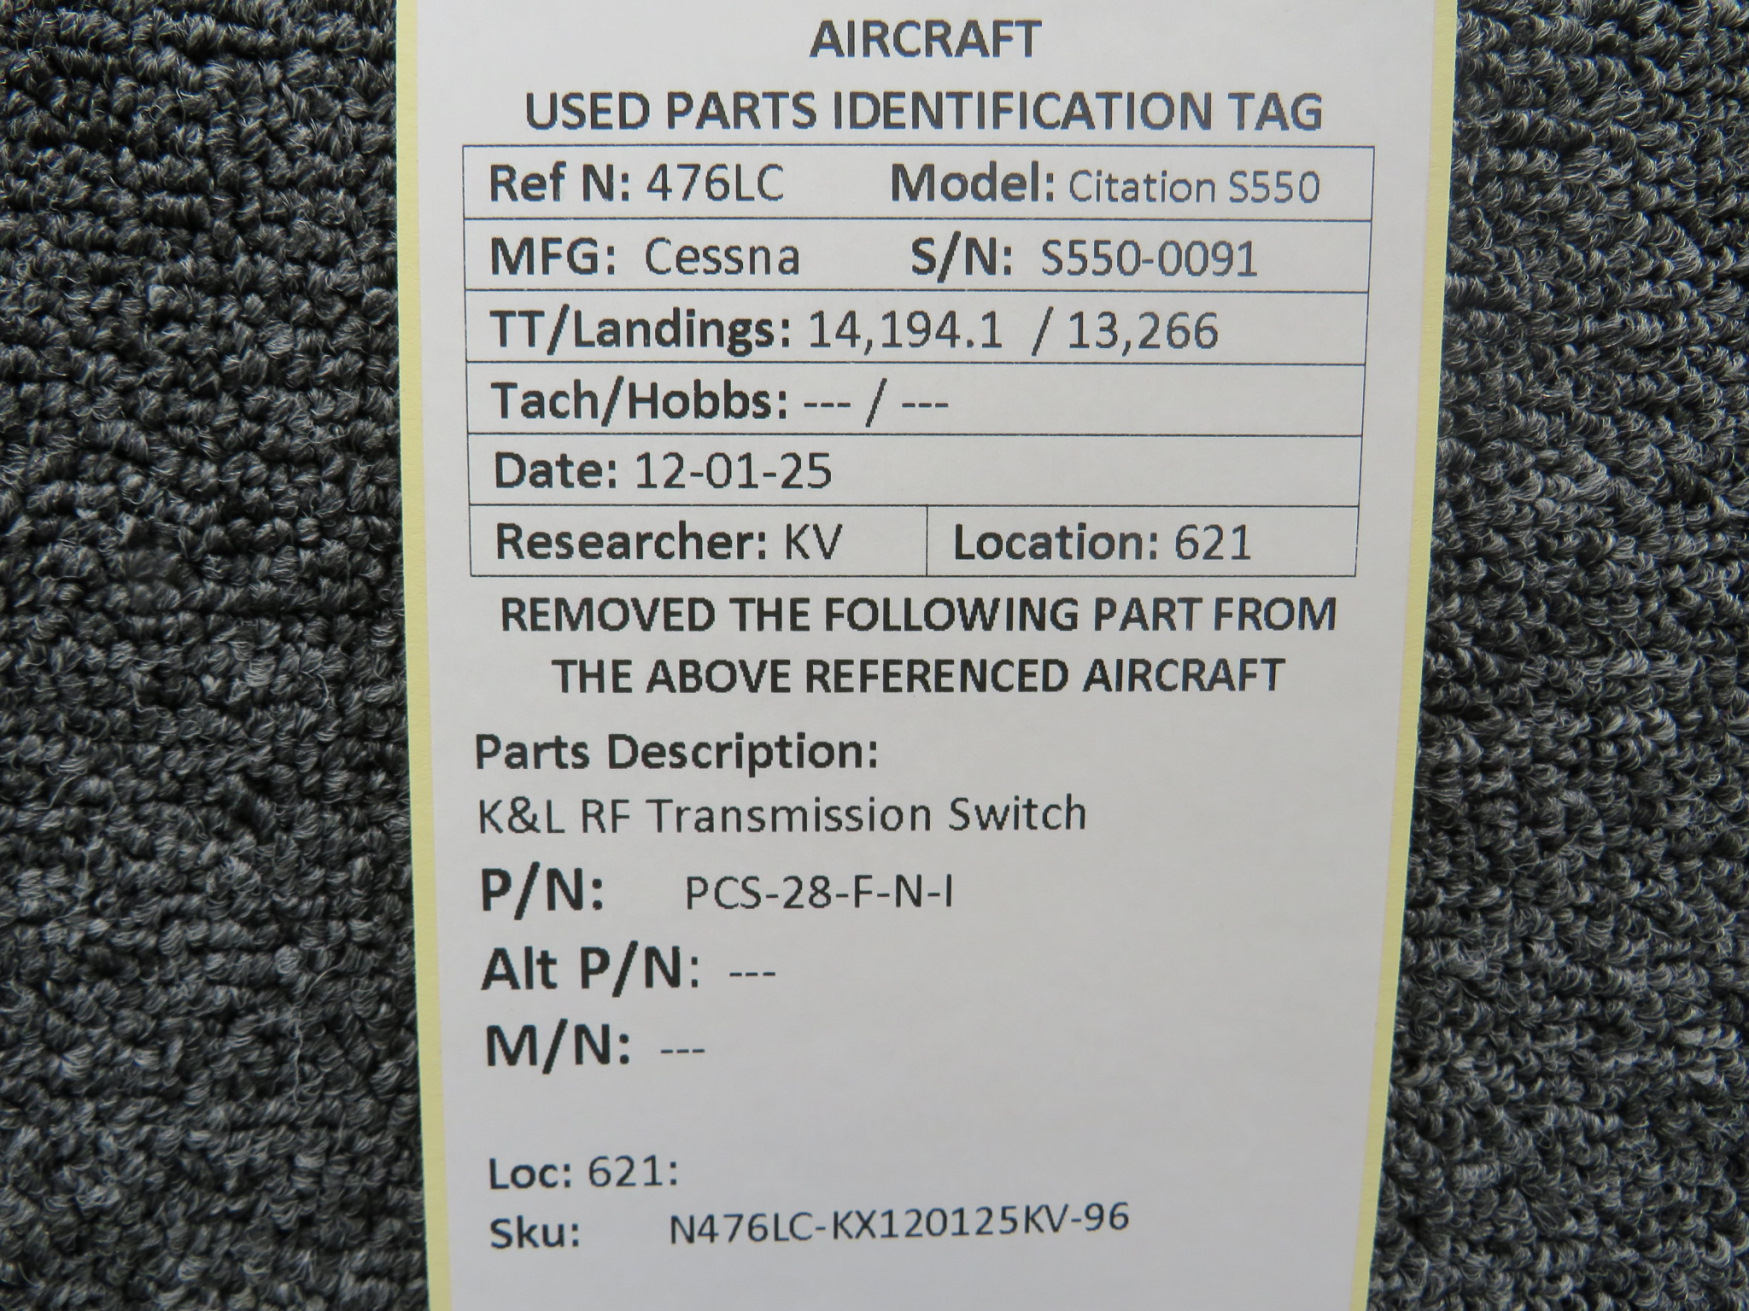 AIRCRAFT
USED PARTS IDENTIFICATION TAG
Ref N: 476LC Model: Citation S550
MFG: Cessna S/N: S550-0091
TT/Landings: 14,194.1 / 13,266
Tach/Hobbs: --- / ---
Date: 12-01-25
Researcher: KV Location: 621
REMOVED THE FOLLOWING PART FROM
THE ABOVE REFERENCED AIRCRAFT
Parts Description:
K&L RF Transmission Switch
P/N: PCS-28-F-N-I
Alt P/N: ---
M/N: ---
Loc: 621:
Sku: N476LC-KX120125KV-96